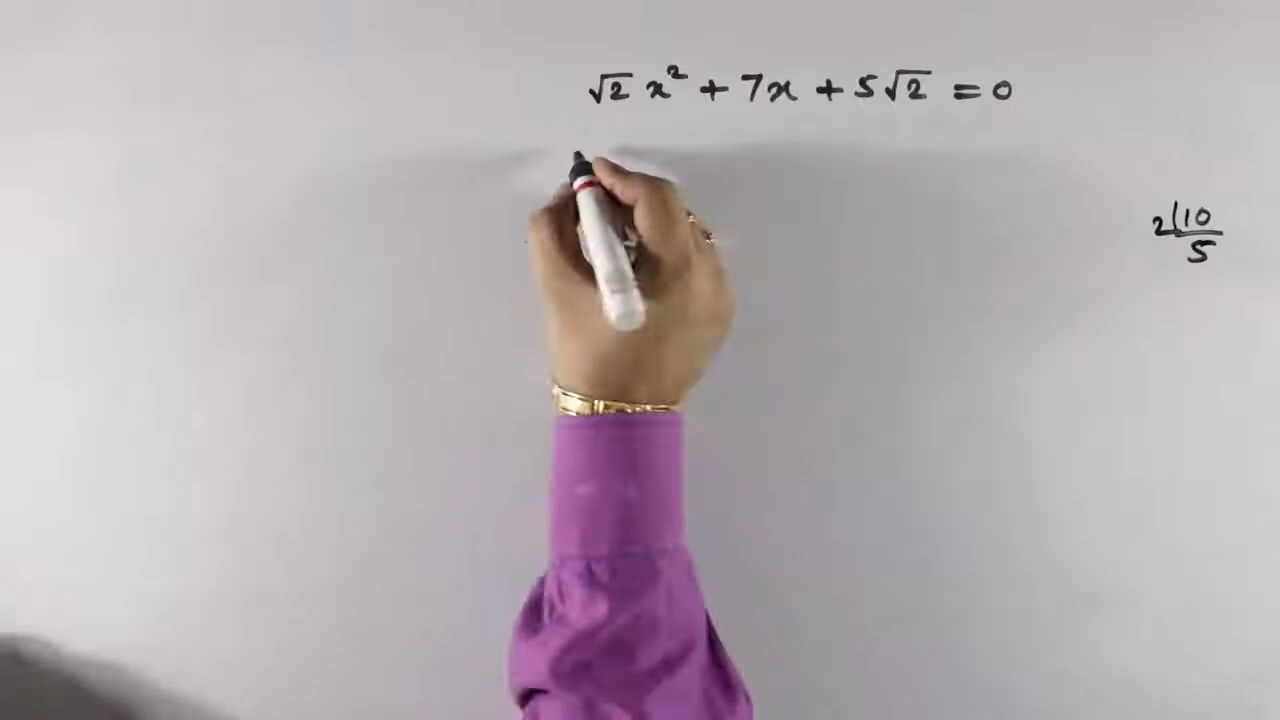 √2 x² + 7x + 5√2 = 0
2|10
5